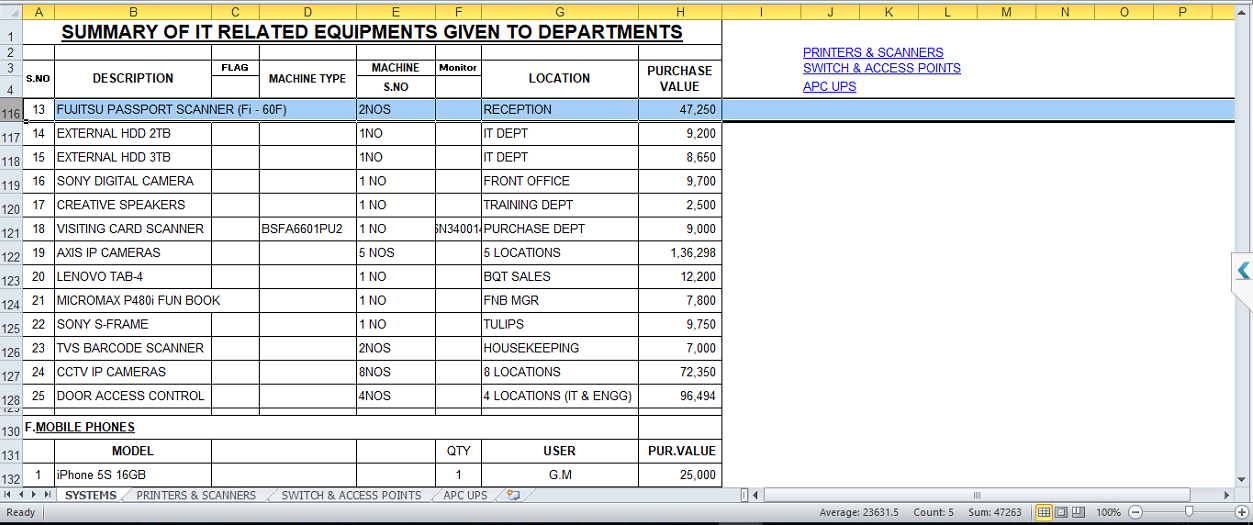 A B C D E F G H I J K L M N O P
1 SUMMARY OF IT RELATED EQUIPMENTS GIVEN TO DEPARTMENTS
2 PRINTERS & SCANNERS
3 S.NO DESCRIPTION FLAG MACHINE TYPE MACHINE Monitor LOCATION PURCHASE VALUE SWITCH & ACCESS POINTS
4 S.NO APC UPS
116 13 FUJITSU PASSPORT SCANNER (Fi - 60F) 2NOS RECEPTION 47,250
117 14 EXTERNAL HDD 2TB 1NO IT DEPT 9,200
118 15 EXTERNAL HDD 3TB 1NO IT DEPT 8,650
119 16 SONY DIGITAL CAMERA 1 NO FRONT OFFICE 9,700
120 17 CREATIVE SPEAKERS 1 NO TRAINING DEPT 2,500
121 18 VISITING CARD SCANNER BSFA6601PU2 1 NO PURCHASE DEPT 9,000
122 19 AXIS IP CAMERAS 5 NOS 5 LOCATIONS 1,36,298
123 20 LENOVO TAB-4 1 NO BQT SALES 12,200
124 21 MICROMAX P480i FUN BOOK 1 NO FNB MGR 7,800
125 22 SONY S-FRAME 1 NO TULIPS 9,750
126 23 TVS BARCODE SCANNER 2NOS HOUSEKEEPING 7,000
127 24 CCTV IP CAMERAS 8NOS 8 LOCATIONS 72,350
128 25 DOOR ACCESS CONTROL 4NOS 4 LOCATIONS (IT & ENGG) 96,494
130 F.MOBILE PHONES
131 MODEL QTY USER PUR.VALUE
132 1 iPhone 5S 16GB 1 G.M 25,000
SYSTEMS PRINTERS & SCANNERS SWITCH & ACCESS POINTS APC UPS
Ready Average: 23631.5 Count: 5 Sum: 47263 100%